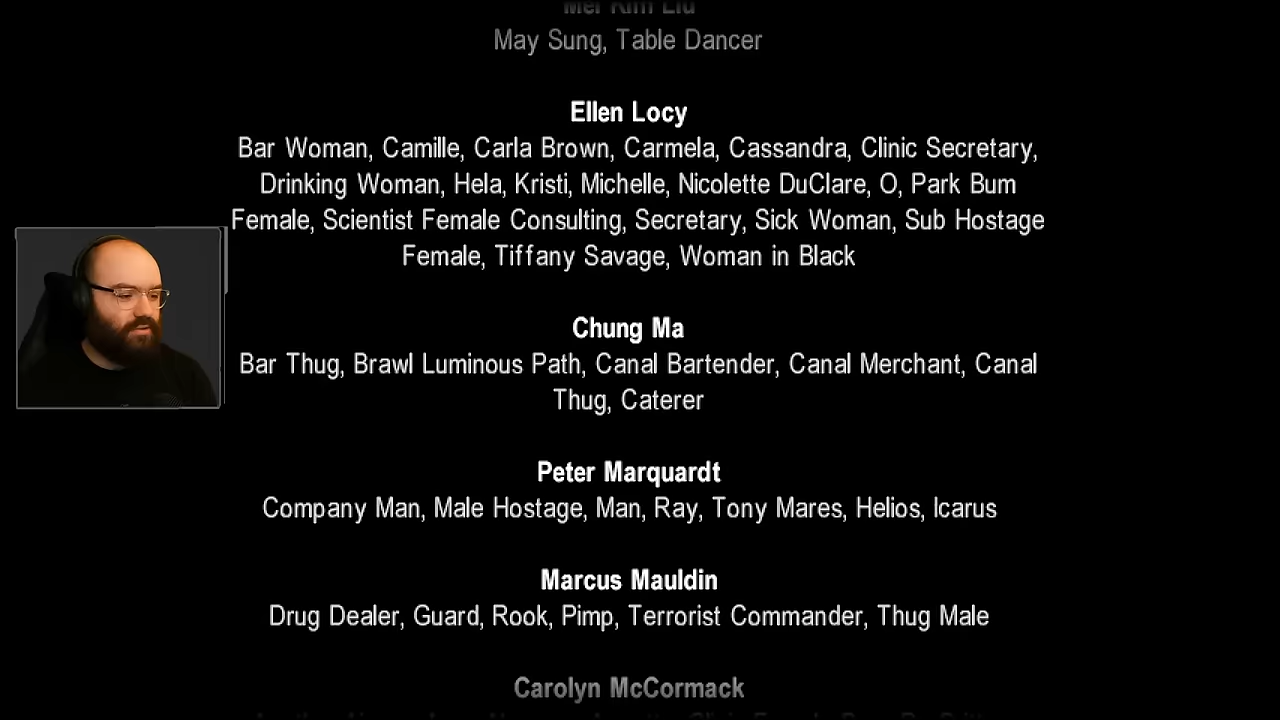 Mei Kim Liu
May Sung, Table Dancer
Ellen Locy
Bar Woman, Camille, Carla Brown, Carmela, Cassandra, Clinic Secretary,
Drinking Woman, Hela, Kristi, Michelle, Nicolette DuClare, O, Park Bum
Female, Scientist Female Consulting, Secretary, Sick Woman, Sub Hostage
Female, Tiffany Savage, Woman in Black
Chung Ma
Bar Thug, Brawl Luminous Path, Canal Bartender, Canal Merchant, Canal
Thug, Caterer
Peter Marquardt
Company Man, Male Hostage, Man, Ray, Tony Mares, Helios, Icarus
Marcus Mauldin
Drug Dealer, Guard, Rook, Pimp, Terrorist Commander, Thug Male
Carolyn McCormack